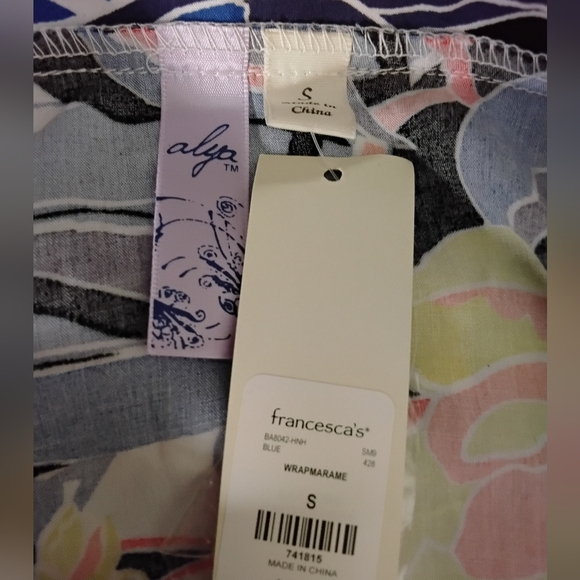 S
made in
China
alya
TM
francesca's®
BA8042-HNH SM9
BLUE 428
WRAPMARAME
S
741815
MADE IN CHINA